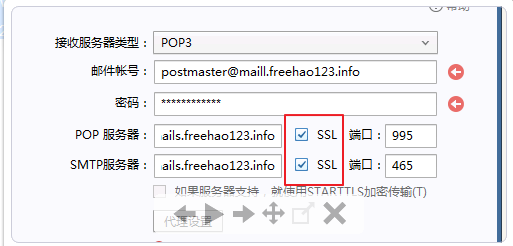 帮助
接收服务器类型： POP3
邮件帐号： postmaster@maill.freehao123.info
密码： ************
POP 服务器： ails.freehao123.info SSL 端口： 995
SMTP服务器： ails.freehao123.info SSL 端口： 465
如果服务器支持，就使用STARTTLS加密传输(T)
代理设置